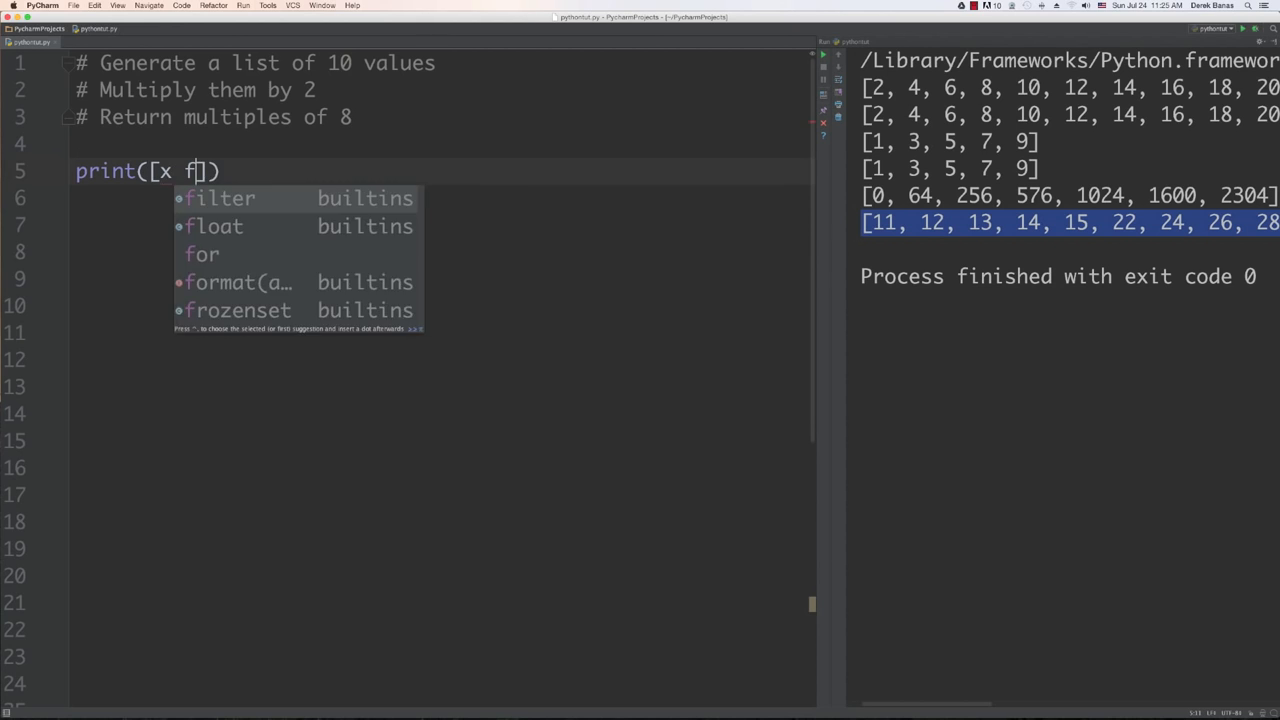 PyCharm File Edit View Navigate Code Refactor Run Tools VCS Window Help 10 Sun Jul 24 11:25 AM Derek Banas
pythontut.py - PycharmProjects - [~/PycharmProjects]
PycharmProjects pythontut.py pythontut
pythontut.py
Run: pythontut
1 # Generate a list of 10 values
2 # Multiply them by 2
3 # Return multiples of 8
4
5 print([x f])
6
7
8
9
10
11
12
13
14
15
16
17
18
19
20
21
22
23
24
filter builtins
float builtins
for
format(a… builtins
frozenset builtins
Press ^. to choose the selected (or first) suggestion and insert a dot afterwards >>
/Library/Frameworks/Python.framewor
[2, 4, 6, 8, 10, 12, 14, 16, 18, 20
[2, 4, 6, 8, 10, 12, 14, 16, 18, 20
[1, 3, 5, 7, 9]
[1, 3, 5, 7, 9]
[0, 64, 256, 576, 1024, 1600, 2304]
[11, 12, 13, 14, 15, 22, 24, 26, 28
Process finished with exit code 0
5:11 LF÷ UTF-8÷